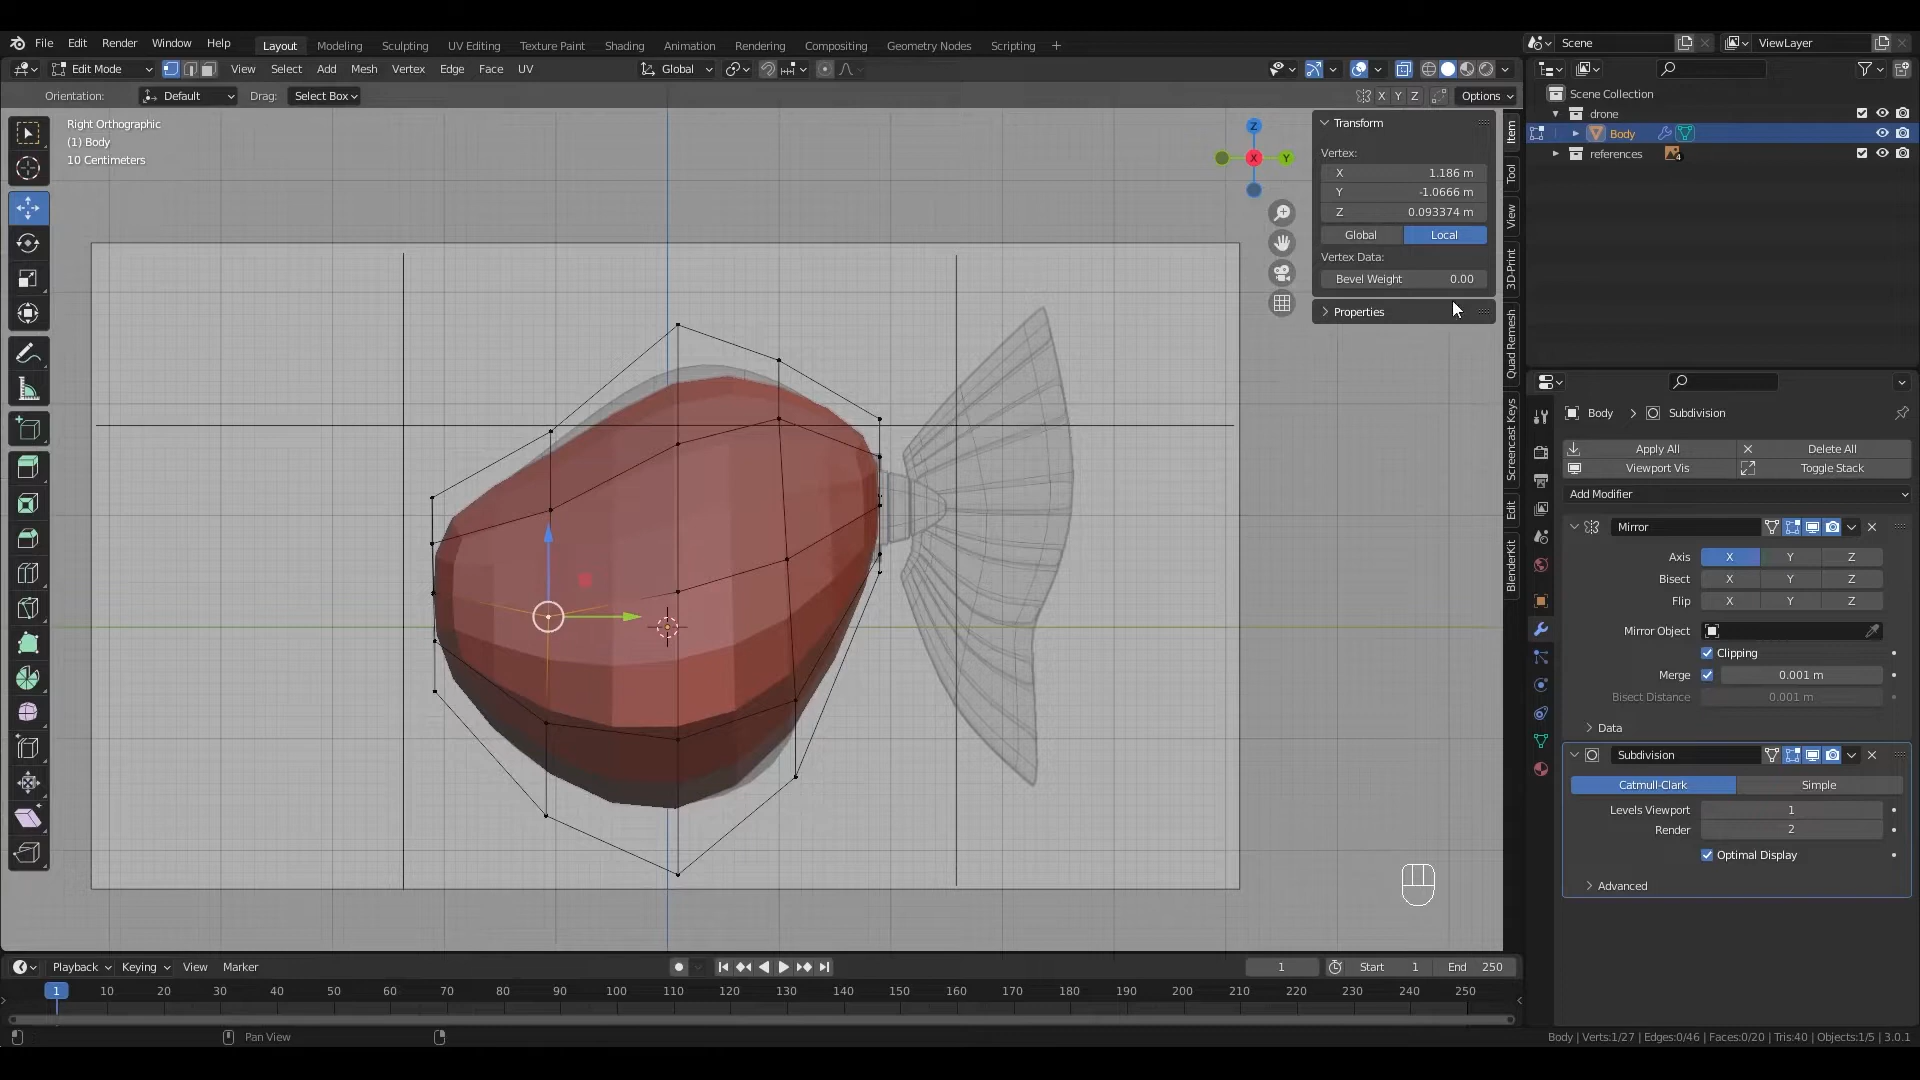 File Edit Render Window Help Layout Modeling Sculpting UV Editing Texture Paint Shading Animation Rendering Compositing Geometry Nodes Scripting + Scene ViewLayer
Edit Mode View Select Add Mesh Vertex Edge Face UV Global
Orientation: Default Drag: Select Box X Y Z Options
Right Orthographic
(1) Body
10 Centimeters
Z
X
Y
Transform
Vertex:
X 1.186 m
Y -1.0666 m
Z 0.093374 m
Global Local
Vertex Data:
Bevel Weight 0.00
Properties
Item
Tool
View
3D-Print
Quad Remesh
Screencast Keys
Edit
BlenderKit
Scene Collection
drone
Body
references 4
Body Subdivision
Apply All Delete All
Viewport Vis Toggle Stack
Add Modifier
Mirror
Axis X Y Z
Bisect X Y Z
Flip X Y Z
Mirror Object
Clipping
Merge 0.001 m
Bisect Distance 0.001 m
Data
Subdivision
Catmull-Clark Simple
Levels Viewport 1
Render 2
Optimal Display
Advanced
Playback Keying View Marker 1 Start 1 End 250
1 10 20 30 40 50 60 70 80 90 100 110 120 130 140 150 160 170 180 190 200 210 220 230 240 250
Pan View
Body | Verts:1/27 | Edges:0/46 | Faces:0/20 | Tris:40 | Objects:1/5 | 3.0.1